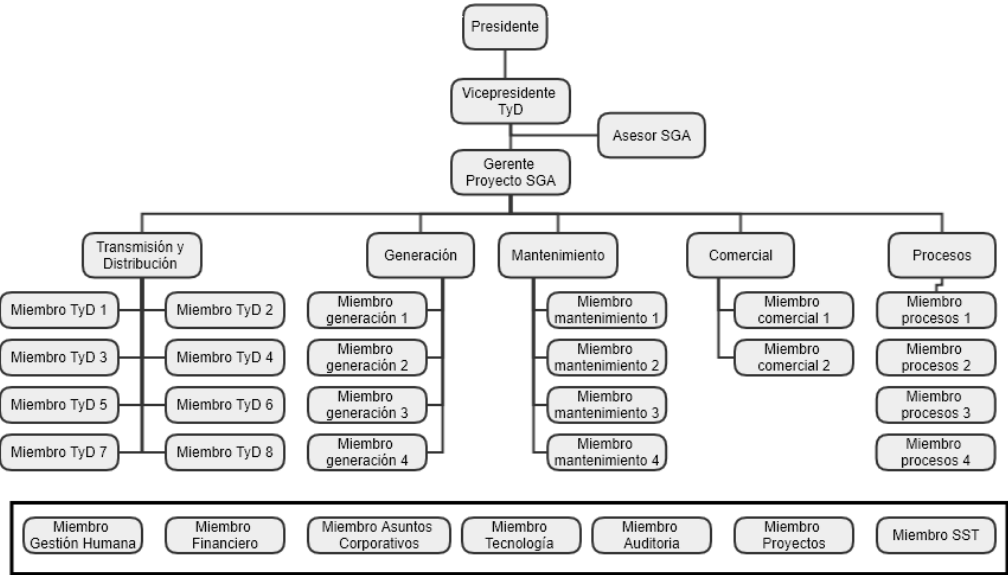 Presidente
Vicepresidente
TyD
Asesor SGA
Gerente
Proyecto SGA
Transmisión y
Distribución
Generación
Mantenimiento
Comercial
Procesos
Miembro TyD 1
Miembro TyD 2
Miembro
generación 1
Miembro
mantenimiento 1
Miembro
comercial 1
Miembro
procesos 1
Miembro TyD 3
Miembro TyD 4
Miembro
generación 2
Miembro
mantenimiento 2
Miembro
comercial 2
Miembro
procesos 2
Miembro TyD 5
Miembro TyD 6
Miembro
generación 3
Miembro
mantenimiento 3
Miembro
procesos 3
Miembro TyD 7
Miembro TyD 8
Miembro
generación 4
Miembro
mantenimiento 4
Miembro
procesos 4
Miembro
Gestión Humana
Miembro
Financiero
Miembro Asuntos
Corporativos
Miembro
Tecnología
Miembro
Auditoria
Miembro
Proyectos
Miembro SST